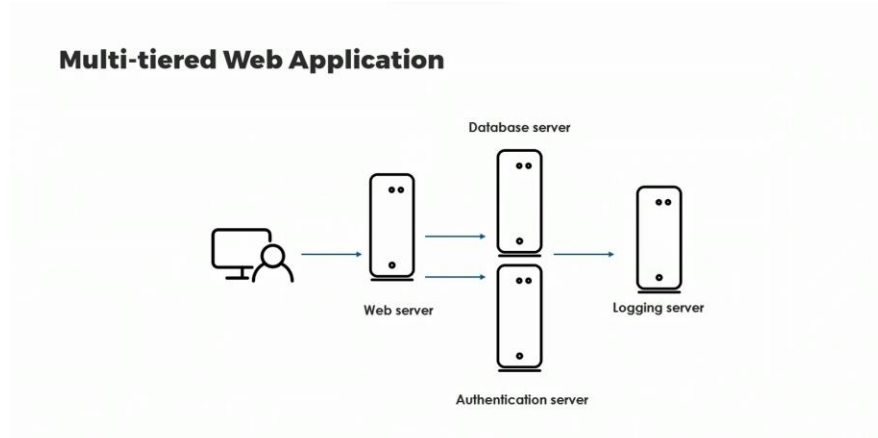 Multi-tiered Web Application
Database server
Web server
Logging server
Authentication server